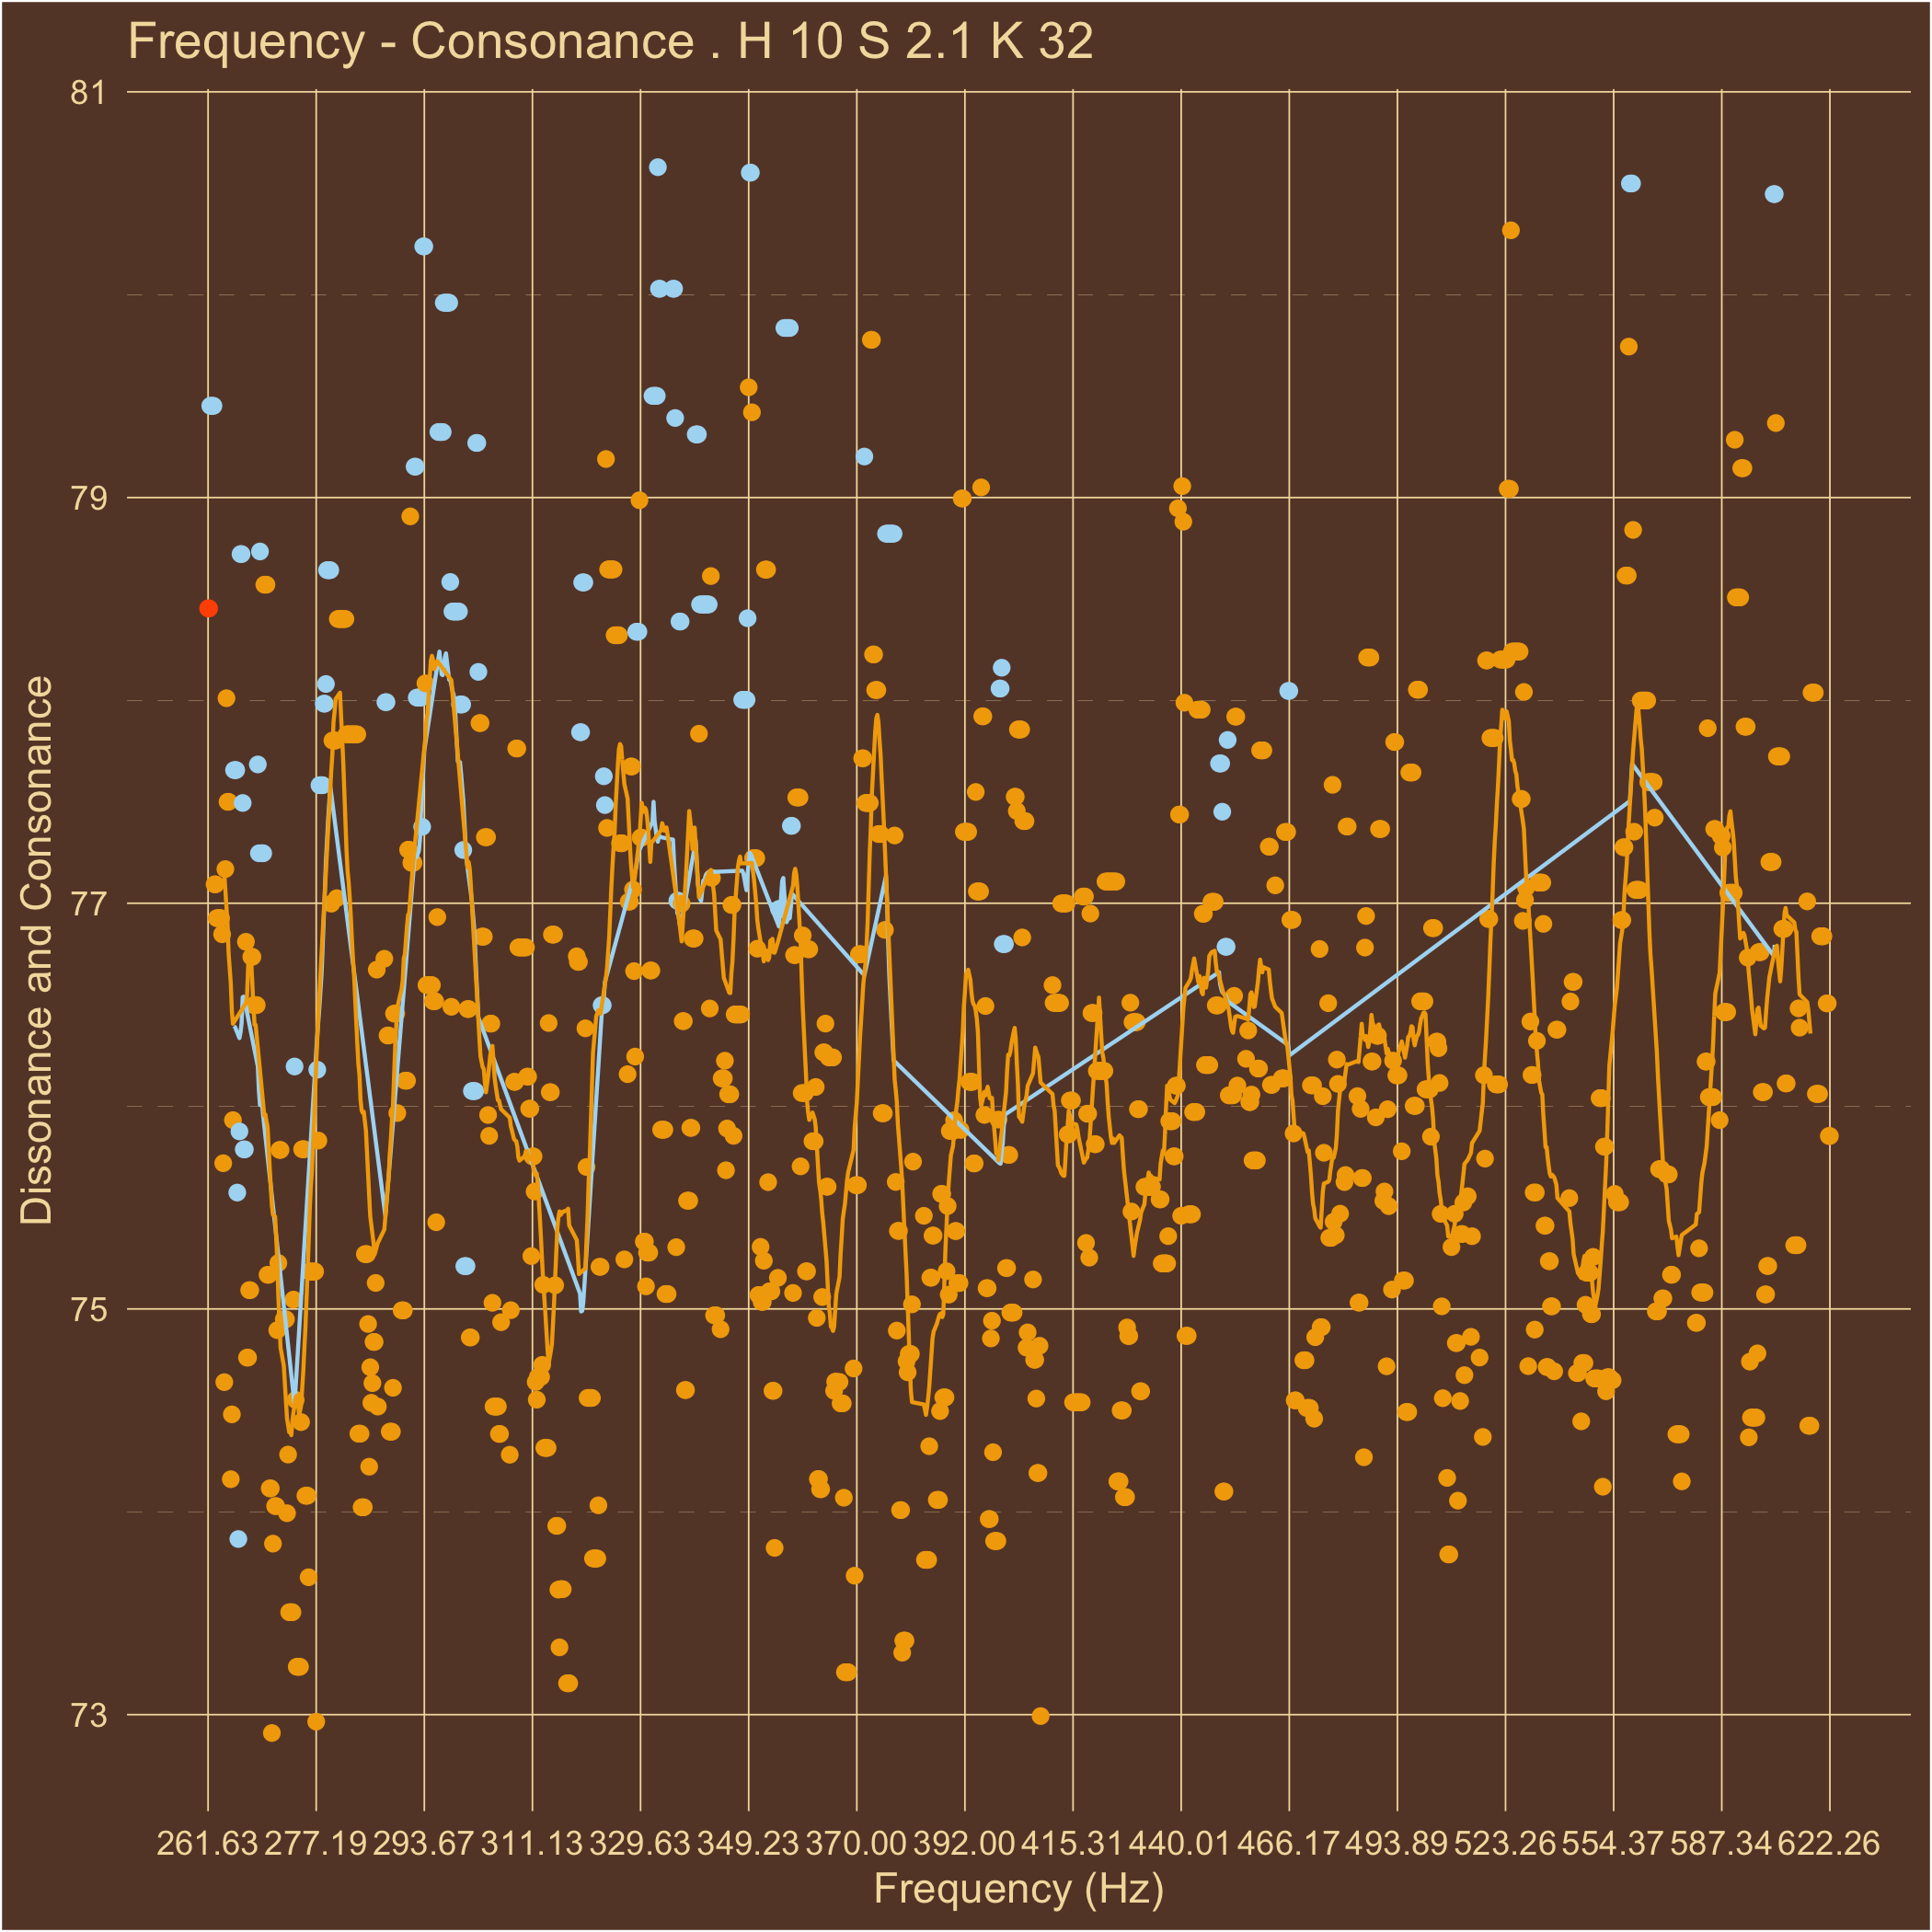 Frequency - Consonance . H 10 S 2.1 K 32
81
79
77
75
73
Dissonance and Consonance
261.63 277.19 293.67 311.13 329.63 349.23 370.00 392.00 415.31 440.01 466.17 493.89 523.26 554.37 587.34 622.26
Frequency (Hz)